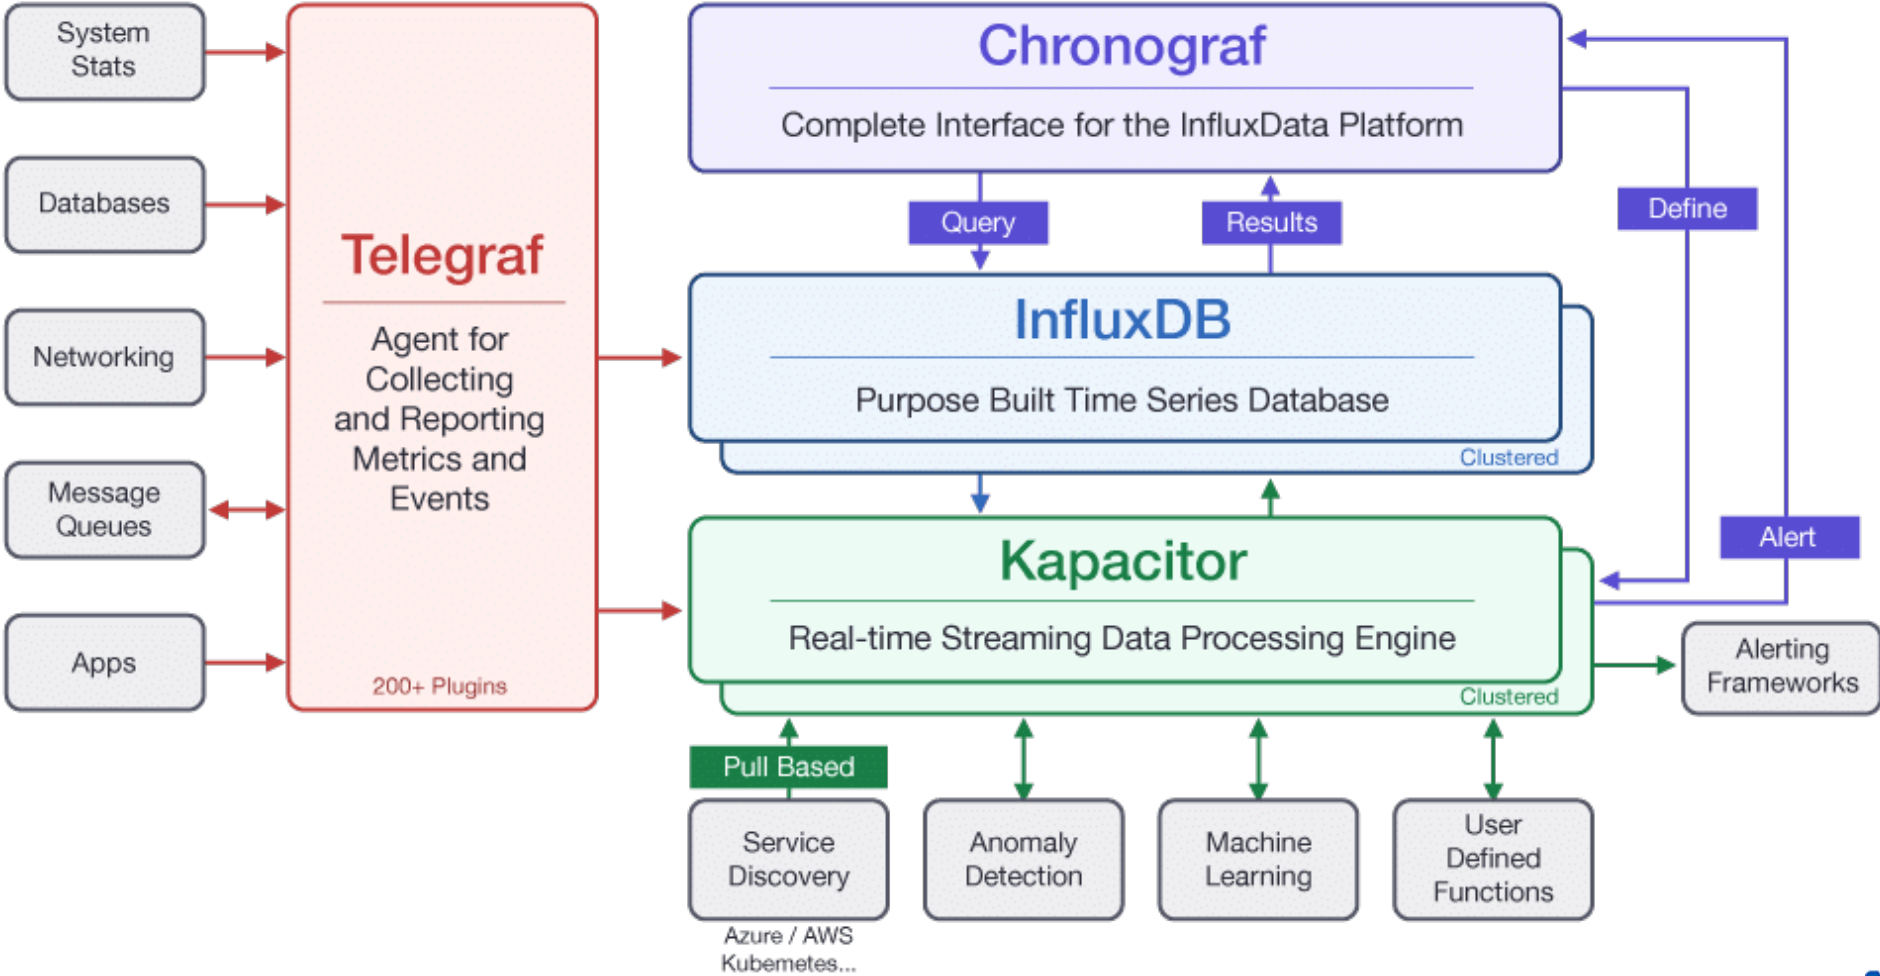 System
Stats
Databases
Networking
Message
Queues
Apps
Telegraf
Agent for
Collecting
and Reporting
Metrics and
Events
200+ Plugins
Chronograf
Complete Interface for the InfluxData Platform
Query
Results
Define
InfluxDB
Purpose Built Time Series Database
Clustered
Alert
Kapacitor
Real-time Streaming Data Processing Engine
Clustered
Alerting
Frameworks
Pull Based
Service
Discovery
Azure / AWS
Kubernetes...
Anomaly
Detection
Machine
Learning
User
Defined
Functions